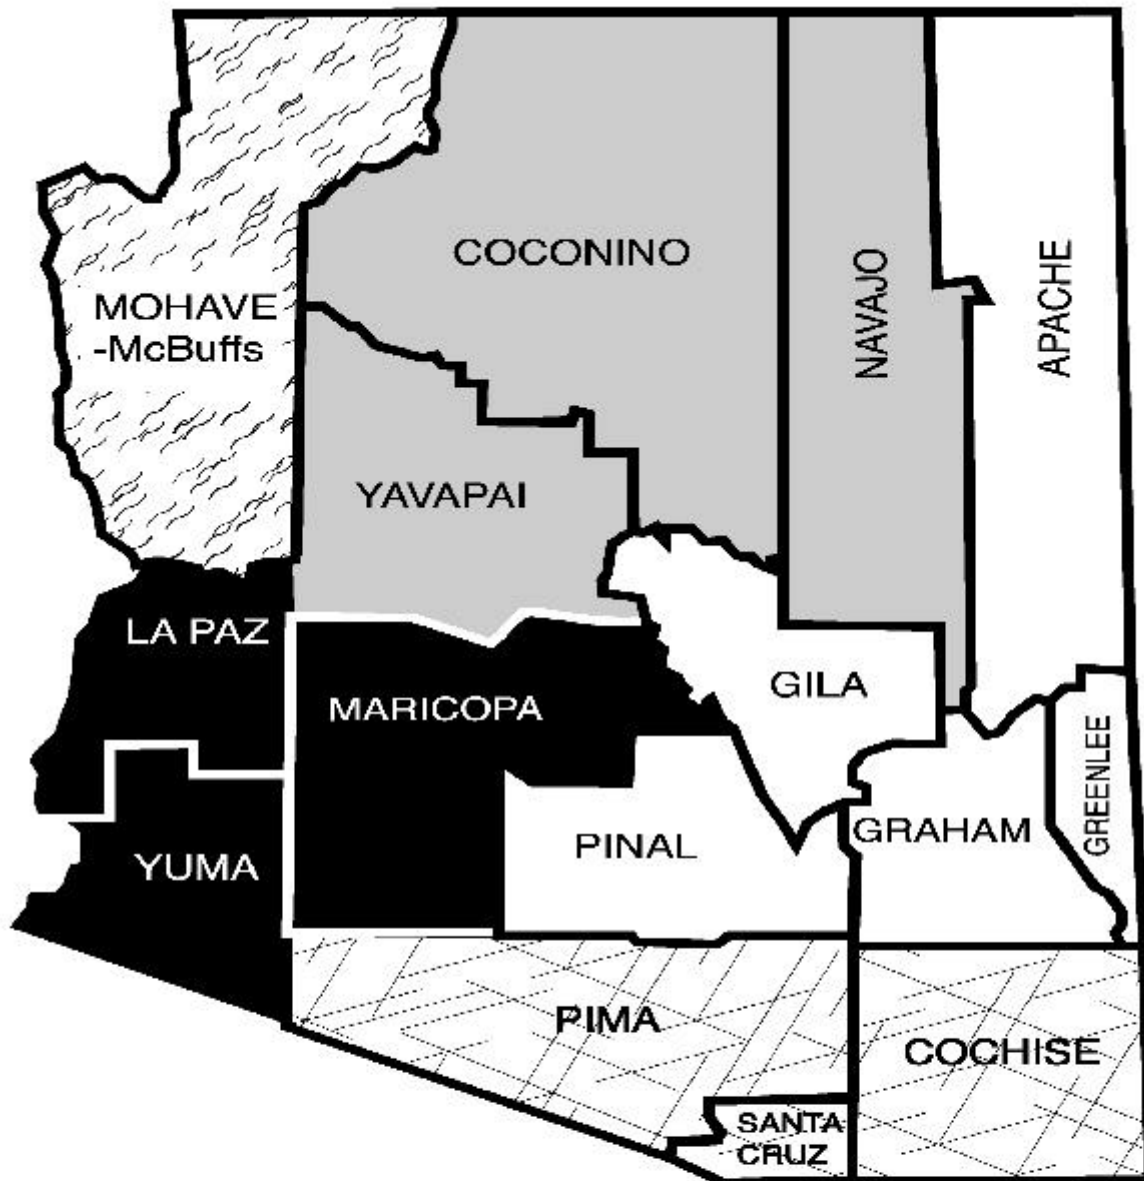 COCONINO
NAVAJO
APACHE
MOHAVE
-McBuffs
YAVAPAI
LA PAZ
MARICOPA
GILA
GREENLEE
YUMA
PINAL
GRAHAM
PIMA
COCHISE
SANTA
CRUZ